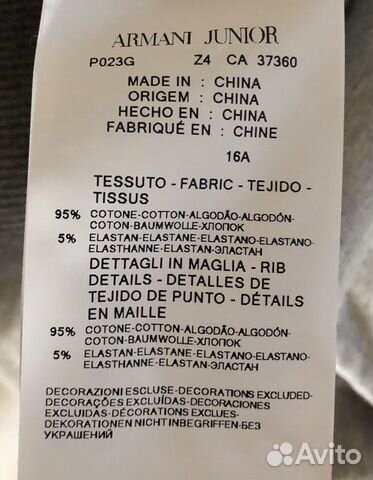 ARMANI JUNIOR
P023G Z4 CA 37360
MADE IN : CHINA
ORIGEM : CHINA
HECHO EN : CHINA
FABRIQUÉ EN : CHINE
16A
TESSUTO - FABRIC - TEJIDO -
TISSUS
95% COTONE-COTTON-ALGODÃO-ALGODÓN-
COTON-BAUMWOLLE-ХЛОПОК
5% ELASTAN-ELASTANE-ELASTANO-ELASTANO-
ELASTHANNE-ELASTAN-ЭЛАСТАН
DETTAGLI IN MAGLIA - RIB
DETAILS - DETALLES DE
TEJIDO DE PUNTO - DÉTAILS
EN MAILLE
95% COTONE-COTTON-ALGODÃO-ALGODÓN-
COTON-BAUMWOLLE-ХЛОПОК
5% ELASTAN-ELASTANE-ELASTANO-ELASTANO-
ELASTHANNE-ELASTAN-ЭЛАСТАН
DECORAZIONI ESCLUSE-DECORATIONS EXCLUDED-
DECORAÇÕES EXCLUÍDAS-DECORACIONES
EXCLUIDAS-DÉCORATIONS EXCLUES-
DEKORATIONEN NICHT INBEGRIFFEN-БЕЗ
УКРАШЕНИЙ
Avito